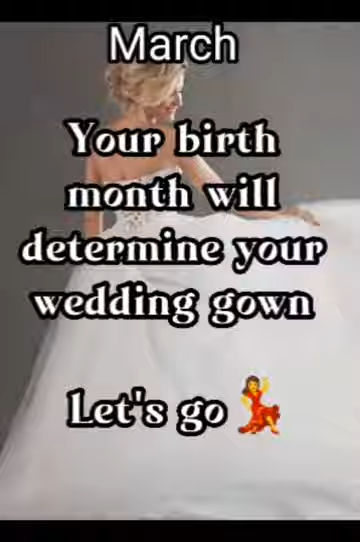 March
Your birth
month will
determine your
wedding gown
Let's go 💃